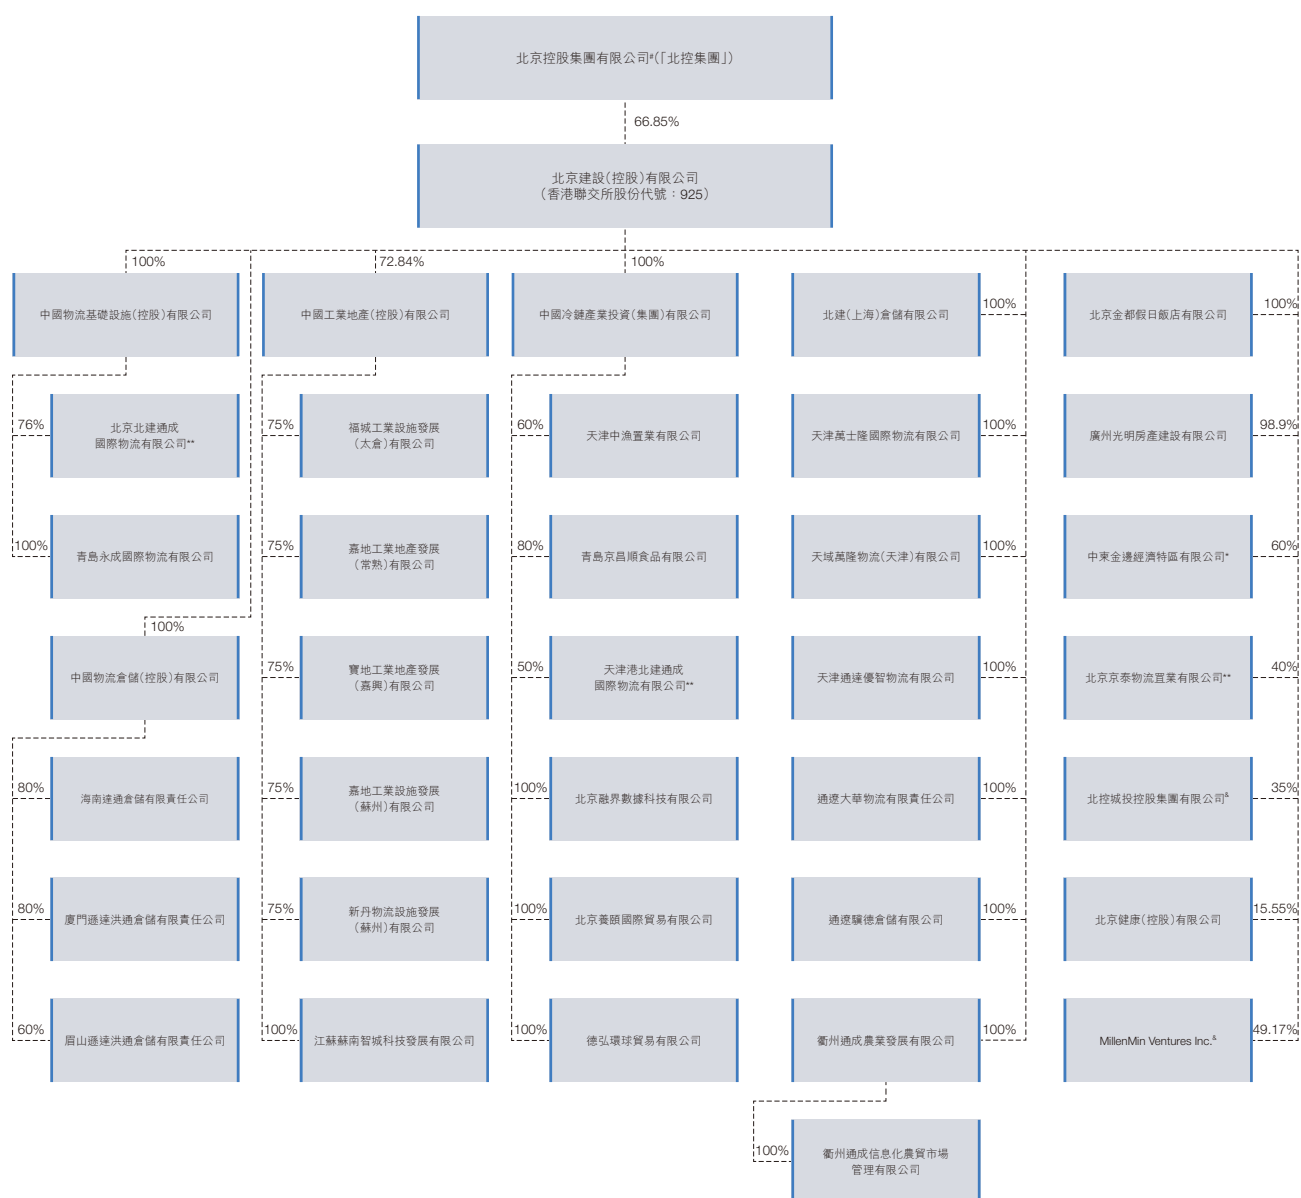 北京控股集團有限公司#(「北控集團」)
66.85%
北京建設(控股)有限公司
(香港聯交所股份代號：925)
100%
中國物流基礎設施(控股)有限公司
76%
北京北建通成
國際物流有限公司**
100%
青島永成國際物流有限公司
100%
中國物流倉儲(控股)有限公司
80%
海南達通倉儲有限責任公司
80%
廈門遜達洪通倉儲有限責任公司
60%
眉山遜達洪通倉儲有限責任公司
72.84%
中國工業地產(控股)有限公司
75%
福城工業設施發展
(太倉)有限公司
75%
嘉地工業地產發展
(常熟)有限公司
75%
寶地工業地產發展
(嘉興)有限公司
75%
嘉地工業設施發展
(蘇州)有限公司
75%
新丹物流設施發展
(蘇州)有限公司
100%
江蘇蘇南智城科技發展有限公司
100%
中國冷鏈產業投資(集團)有限公司
60%
天津中漁置業有限公司
80%
青島京昌順食品有限公司
50%
天津港北建通成
國際物流有限公司**
100%
北京融界數據科技有限公司
100%
北京養頤國際貿易有限公司
100%
德弘環球貿易有限公司
北建(上海)倉儲有限公司
100%
天津萬士隆國際物流有限公司
100%
天域萬隆物流(天津)有限公司
100%
天津通達優智物流有限公司
100%
通遼大華物流有限責任公司
100%
通遼驥德倉儲有限公司
100%
衢州通成農業發展有限公司
100%
100%
衢州通成信息化農貿市場
管理有限公司
北京金都假日飯店有限公司
100%
廣州光明房產建設有限公司
98.9%
中柬金邊經濟特區有限公司*
60%
北京京泰物流置業有限公司**
40%
北控城投控股集團有限公司&
35%
北京健康(控股)有限公司
15.55%
MillenMin Ventures Inc.&
49.17%